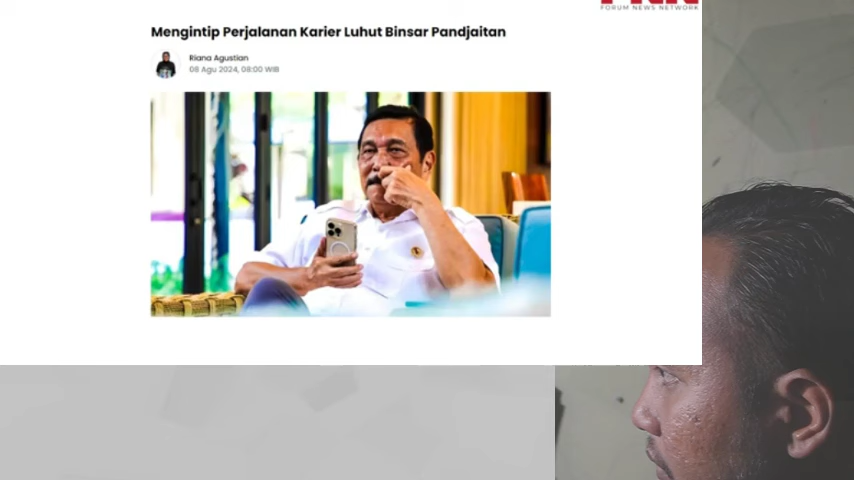 FORUM NEWS NETWORK
Mengintip Perjalanan Karier Luhut Binsar Pandjaitan
Riana Agustian
08 Agu 2024, 08:00 WIB